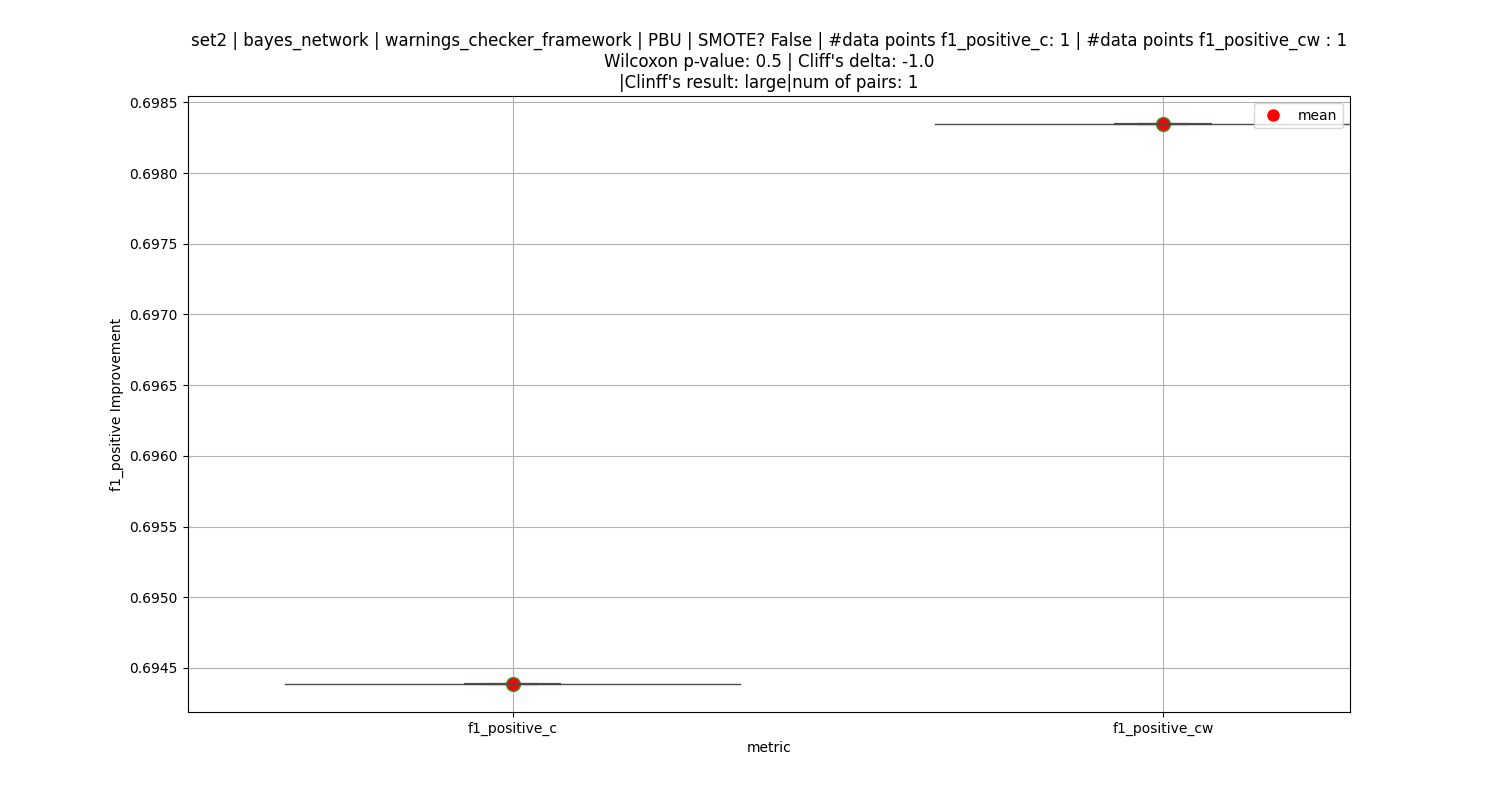 set2 | bayes_network | warnings_checker_framework | PBU | SMOTE? False | #data points f1_positive_c: 1 | #data points f1_positive_cw : 1
Wilcoxon p-value: 0.5 | Cliff's delta: -1.0
|Clinff's result: large|num of pairs: 1
mean
0.6985
0.6980
0.6975
0.6970
0.6965
0.6960
0.6955
0.6950
0.6945
f1_positive Improvement
f1_positive_c
f1_positive_cw
metric